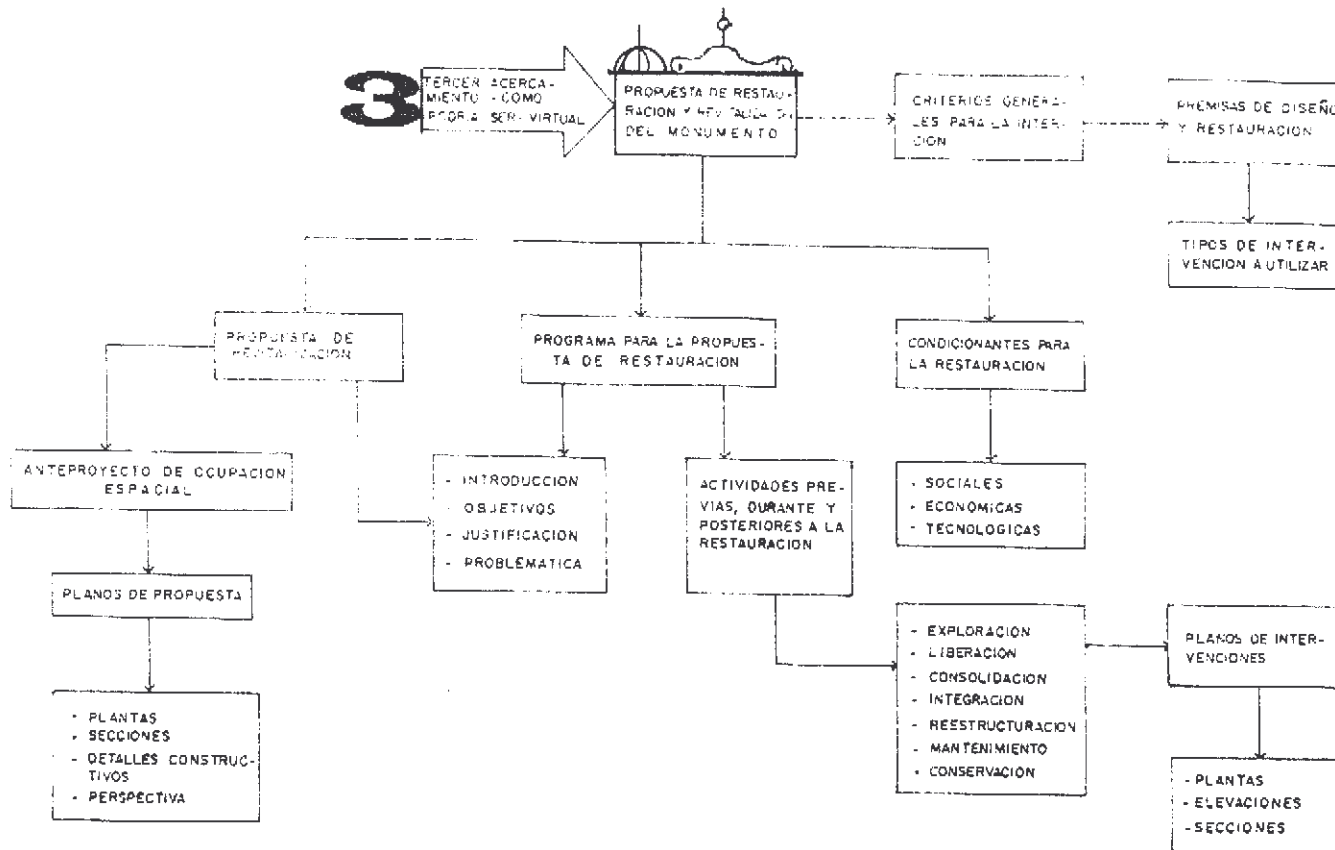 3
TERCER ACERCA-
MIENTO - COMO
PODRIA SER- VIRTUAL
PROPUESTA DE RESTAU-
RACION Y REVITALIZACION
DEL MONUMENTO
CRITERIOS GENERA-
LES PARA LA INTER-
CION
PREMISAS DE DISEÑO
Y RESTAURACION
TIPOS DE INTER-
VENCION A UTILIZAR
PROPUESTA DE
REVITALIZACION
PROGRAMA PARA LA PROPUES-
TA DE RESTAURACION
CONDICIONANTES PARA
LA RESTAURACION
ANTEPROYECTO DE OCUPACION
ESPACIAL
- INTRODUCCION
- OBJETIVOS
- JUSTIFICACION
- PROBLEMATICA
ACTIVIDADES PRE-
VIAS, DURANTE Y
POSTERIORES A LA
RESTAURACION
- SOCIALES
- ECONOMICAS
- TECNOLOGICAS
PLANOS DE PROPUESTA
- EXPLORACION
- LIBERACION
- CONSOLIDACION
- INTEGRACION
- REESTRUCTURACION
- MANTENIMIENTO
- CONSERVACION
PLANOS DE INTER-
VENCIONES
- PLANTAS
- SECCIONES
- DETALLES CONSTRUC-
TIVOS
- PERSPECTIVA
- PLANTAS
- ELEVACIONES
- SECCIONES